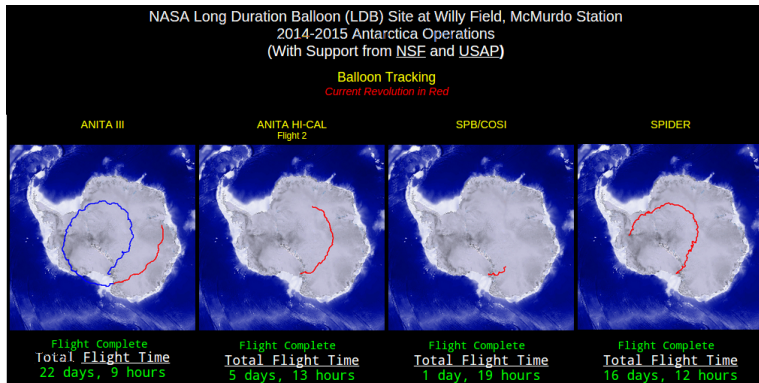 NASA Long Duration Balloon (LDB) Site at Willy Field, McMurdo Station
2014-2015 Antarctica Operations
(With Support from NSF and USAP)
Balloon Tracking
Current Revolution in Red
ANITA III
ANITA HI-CAL
Flight 2
SPB/COSI
SPIDER
Flight Complete
Total Flight Time
22 days, 9 hours
Flight Complete
Total Flight Time
5 days, 13 hours
Flight Complete
Total Flight Time
1 day, 19 hours
Flight Complete
Total Flight Time
16 days, 12 hours